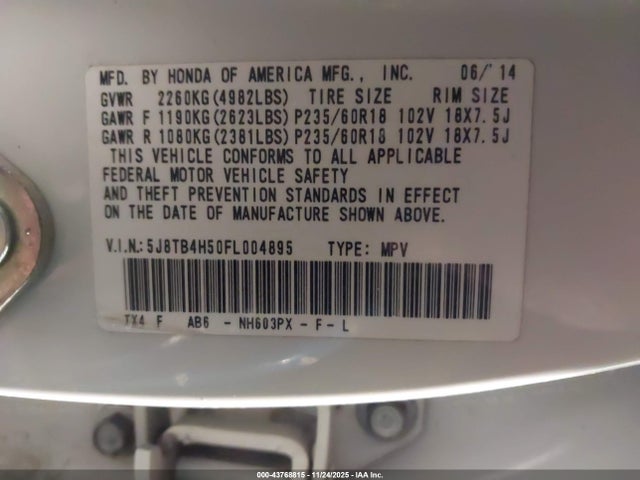 MFD. BY HONDA OF AMERICA MFG., INC. 06/'14
GVWR 2260KG(4982LBS) TIRE SIZE RIM SIZE
GAWR F 1190KG(2623LBS) P235/60R18 102V 18X7.5J
GAWR R 1080KG(2381LBS) P235/60R18 102V 18X7.5J
THIS VEHICLE CONFORMS TO ALL APPLICABLE
FEDERAL MOTOR VEHICLE SAFETY
AND THEFT PREVENTION STANDARDS IN EFFECT
ON THE DATE OF MANUFACTURE SHOWN ABOVE.
V.I.N.:5J8TB4H50FL004895 TYPE: MPV
TX4 F AB6 - NH603PX - F - L
000-43768815 - 11/24/2025 - IAA Inc.